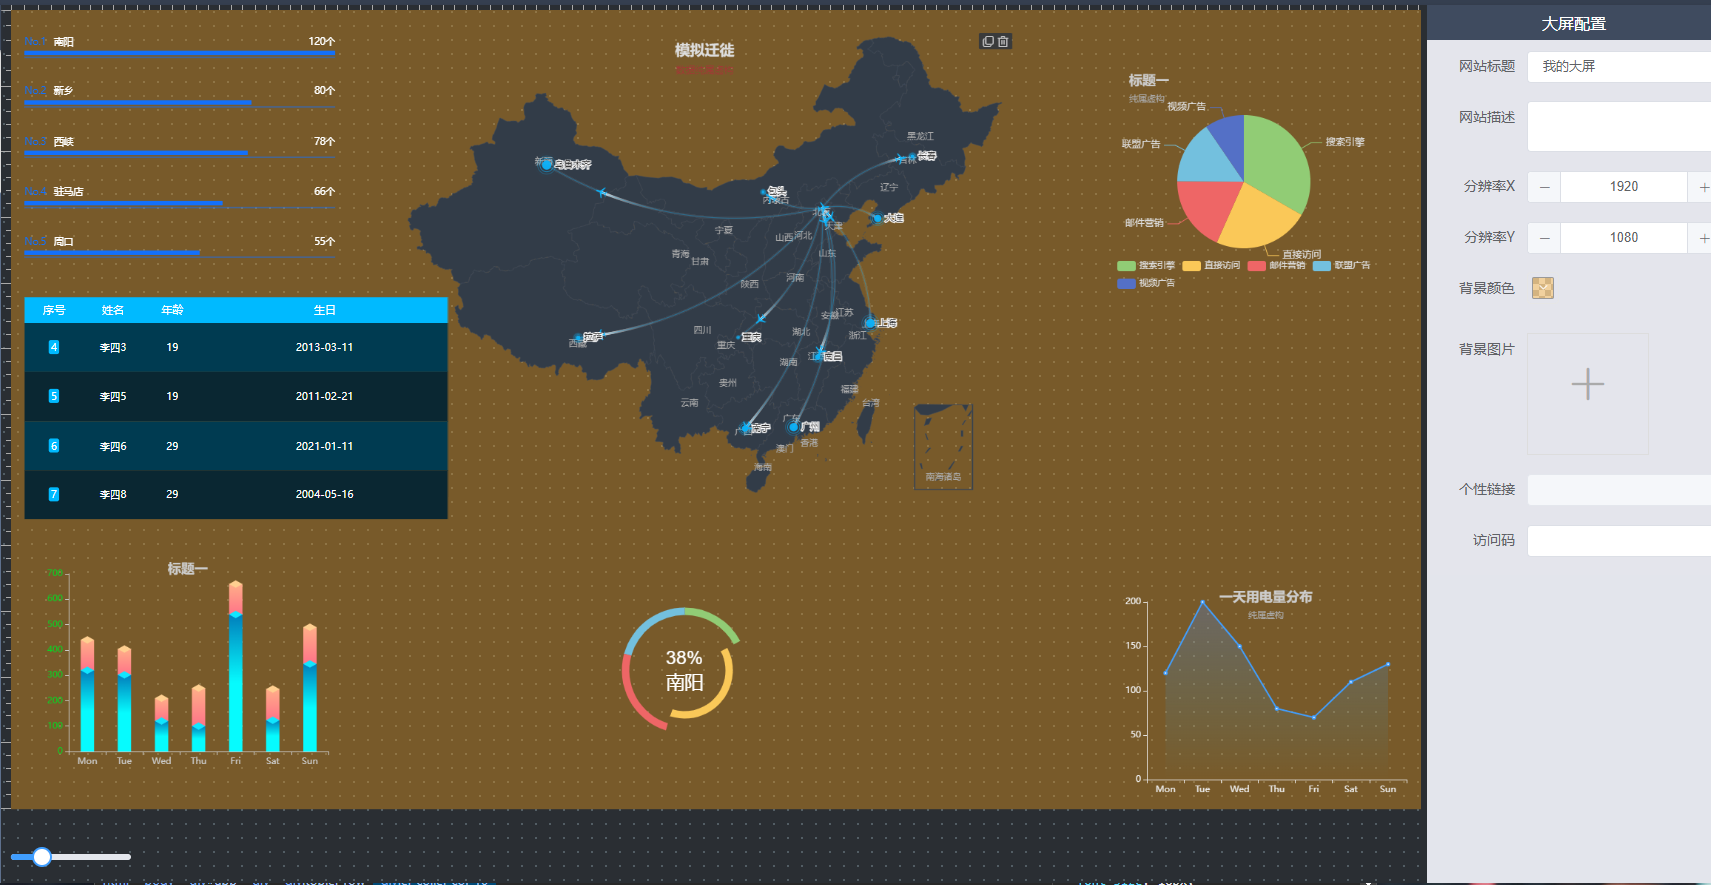 大屏配置
No.1 南阳 120个
No.2 新乡 80个
No.3 西峡 78个
No.4 驻马店 66个
No.5 周口 55个
序号 姓名 年龄 生日
4 李四3 19 2013-03-11
5 李四5 19 2011-02-21
6 李四6 29 2021-01-11
7 李四8 29 2004-05-16
模拟迁徙
黑龙江
长春
吉林
新疆 乌鲁木齐
辽宁
包头
内蒙古
北京
大连
天津
宁夏
山西
河北
青海
甘肃
山东
河南
陕西
安徽
江苏
上海
四川
湖北
浙江
重庆
重庆
西藏
拉萨
湖南
江西
南昌
贵州
福建
云南
台湾
广东
广州
广西
南宁
香港
澳门
海南
南海诸岛
标题一
纯属虚构
视频广告
搜索引擎
联盟广告
邮件营销
直接访问
搜索引擎 直接访问 邮件营销 联盟广告
视频广告
标题一
700
600
500
400
300
200
100
0
Mon Tue Wed Thu Fri Sat Sun
38%
南阳
一天用电量分布
纯属虚构
200
150
100
50
0
Mon Tue Wed Thu Fri Sat Sun
网站标题 我的大屏
网站描述
分辨率X − 1920 +
分辨率Y − 1080 +
背景颜色
背景图片
个性链接
访问码